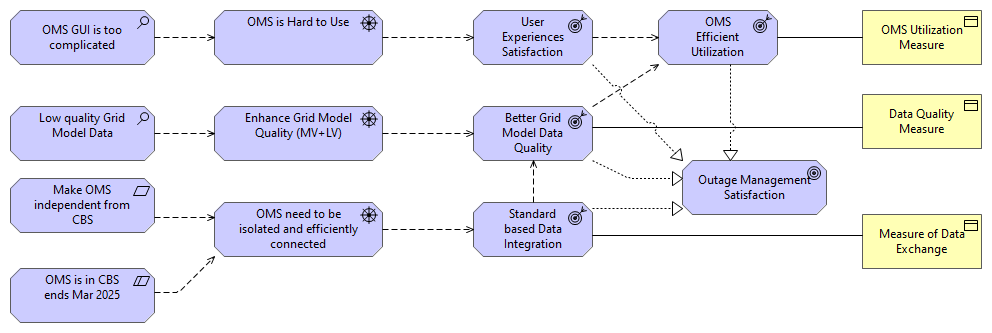 OMS GUI is too
complicated
OMS is Hard to Use
User
Experiences
Satisfaction
OMS
Efficient
Utilization
OMS Utilization
Measure
Low quality Grid
Model Data
Enhance Grid Model
Quality (MV+LV)
Better Grid
Model Data
Quality
Data Quality
Measure
Make OMS
independent from
CBS
OMS need to be
isolated and efficiently
connected
Standard
based Data
Integration
Outage Management
Satisfaction
Measure of Data
Exchange
OMS is in CBS
ends Mar 2025